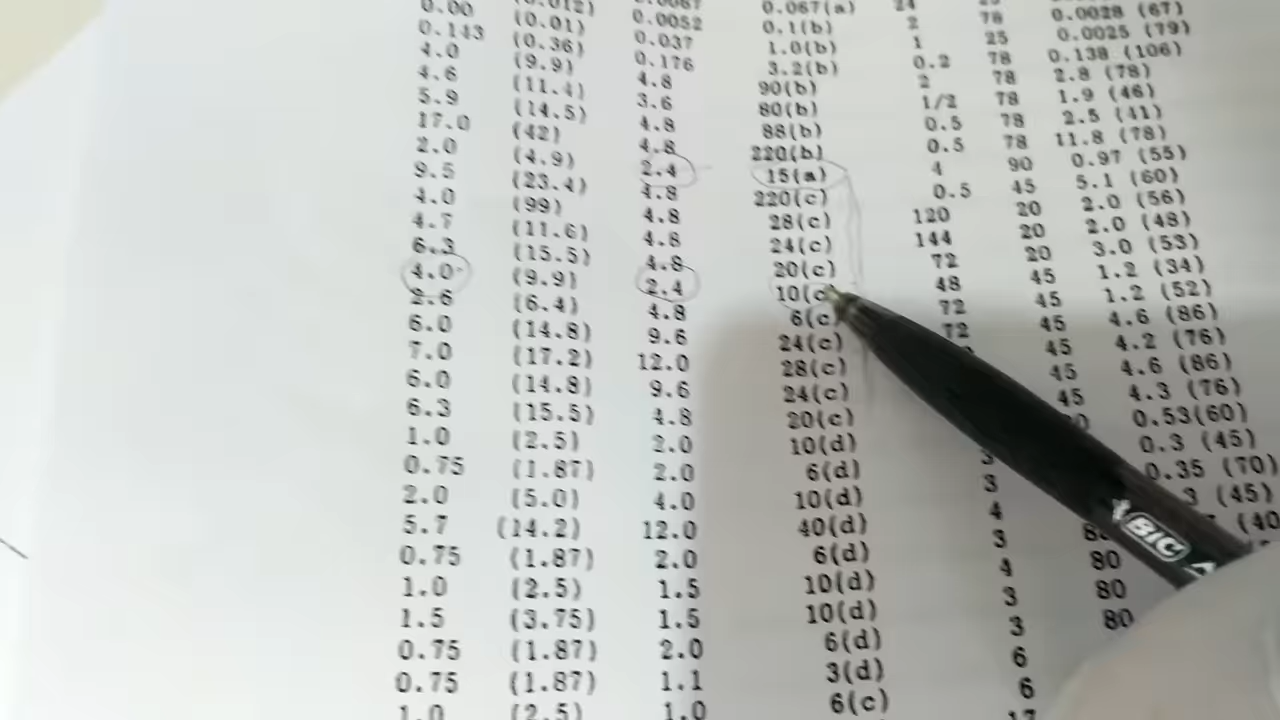 0.0067 0.067(a) 24
(0.012) 0.0052 0.1(b) 2 78 0.0028 (67)
0.00 (0.01) 0.037 1.0(b) 1 25 0.0025 (79)
0.143 (0.36) 0.176 3.2(b) 0.2 78 0.138 (106)
4.0 (9.9) 4.8 90(b) 2 78 2.8 (78)
4.6 (11.4) 3.6 80(b) 1/2 78 1.9 (46)
5.9 (14.5) 4.8 88(b) 0.5 78 2.5 (41)
17.0 (42) 4.8 220(b) 0.5 78 11.8 (78)
2.0 (4.9) 2.4 15(a) 4 90 0.97 (55)
9.5 (23.4) 4.8 220(c) 0.5 45 5.1 (60)
4.0 (99) 4.8 28(c) 120 20 2.0 (56)
4.7 (11.6) 4.8 24(c) 144 20 2.0 (48)
6.3 (15.5) 4.8 20(c) 72 20 3.0 (53)
4.0 (9.9) 2.4 10(c) 48 45 1.2 (34)
2.6 (6.4) 4.8 6(c) 72 45 1.2 (52)
6.0 (14.8) 9.6 24(c) 72 45 4.6 (86)
7.0 (17.2) 12.0 28(c) 45 4.2 (76)
6.0 (14.8) 9.6 24(c) 45 4.6 (86)
6.3 (15.5) 4.8 20(c) 45 4.3 (76)
1.0 (2.5) 2.0 10(d) 3 0.53(60)
0.75 (1.87) 2.0 6(d) 3 0.3 (45)
2.0 (5.0) 4.0 10(d) 4 0.35 (70)
5.7 (14.2) 12.0 40(d) 3 (45)
0.75 (1.87) 2.0 6(d) 4 80
1.0 (2.5) 1.5 10(d) 3 80
1.5 (3.75) 1.5 10(d) 3 80
0.75 (1.87) 2.0 6(d) 6
0.75 (1.87) 1.1 3(d) 6
1.0 (2.5) 1.0 6(c) 17
BIC